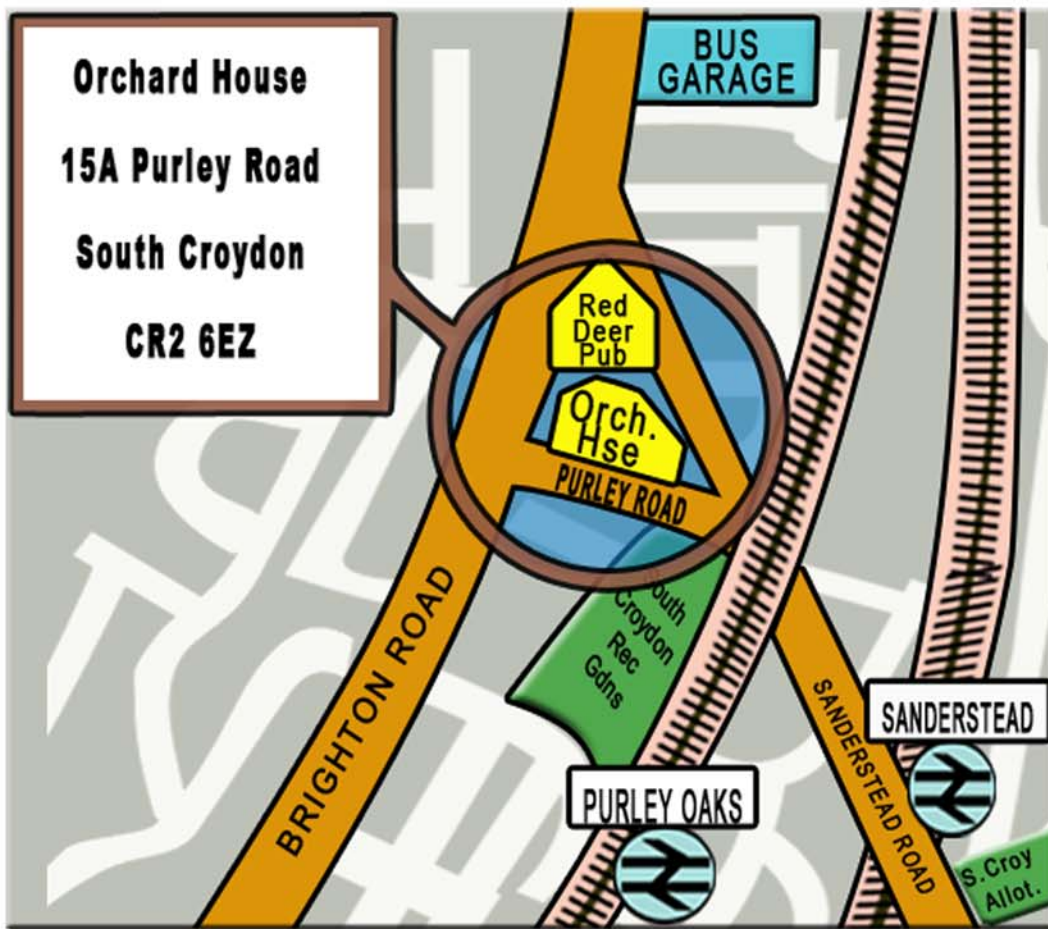 Orchard House
15A Purley Road
South Croydon
CR2 6EZ
BUS
GARAGE
Red
Deer
Pub
Orch.
Hse
PURLEY ROAD
South
Croydon
Rec
Gdns
BRIGHTON ROAD
SANDERSTEAD
SANDERSTEAD ROAD
PURLEY OAKS
S.Croy
Allot.